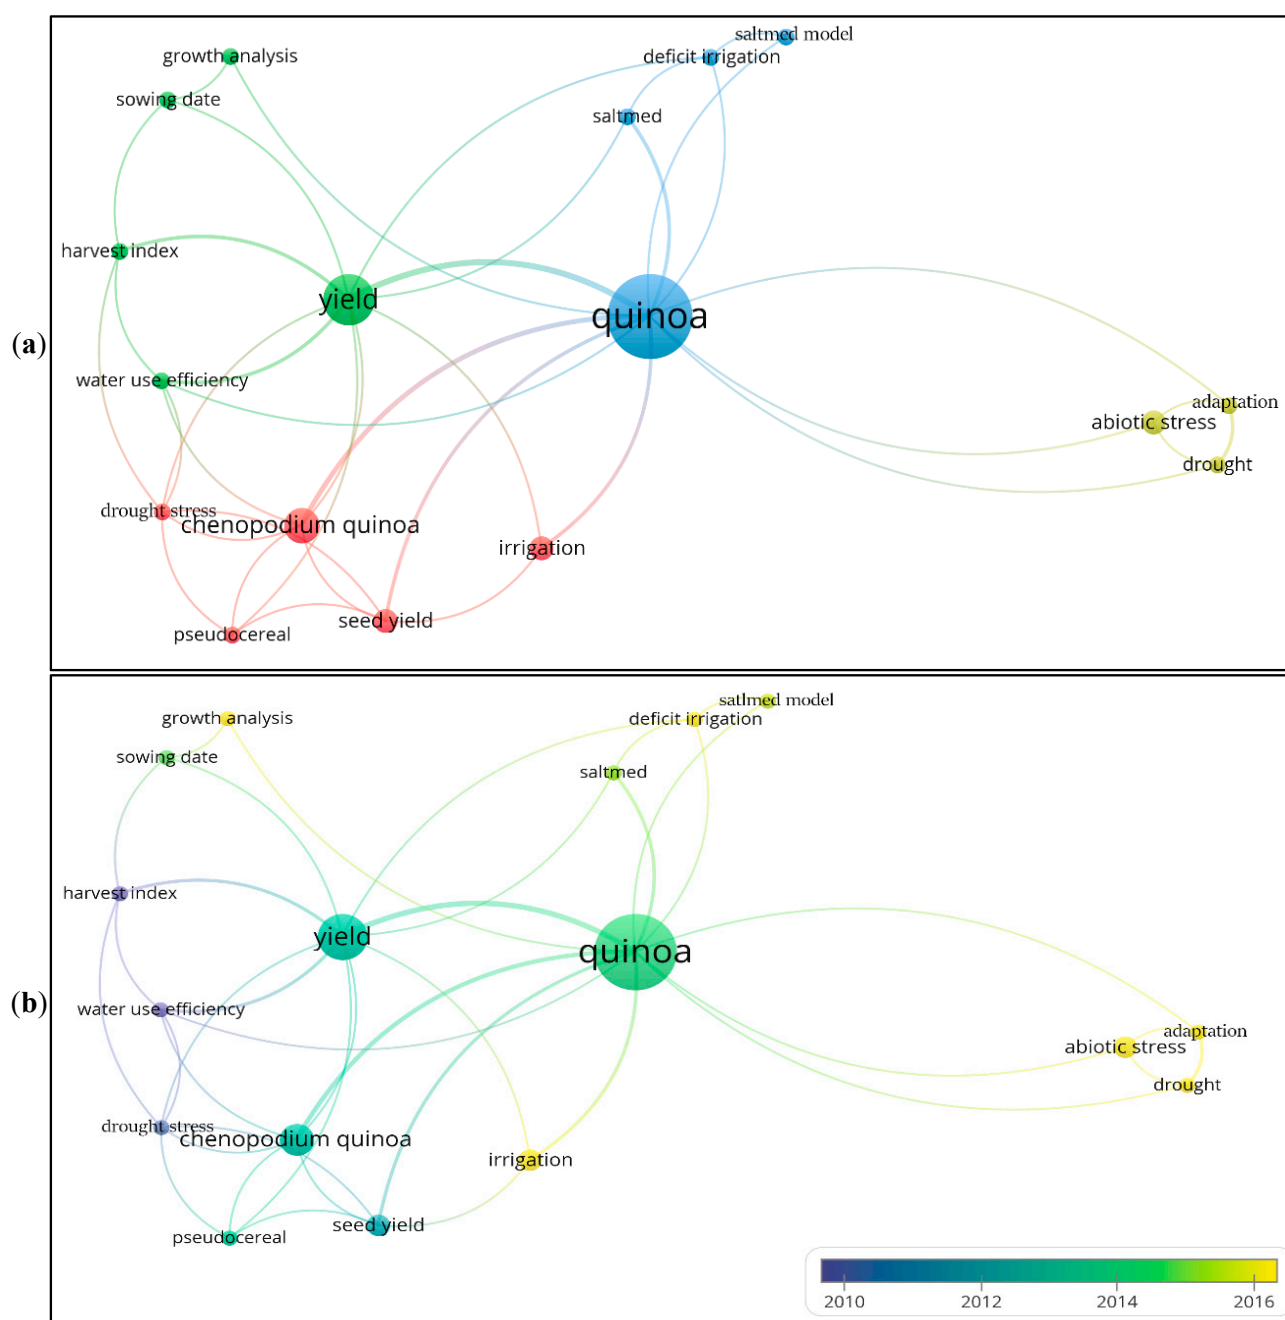 saltmed model
growth analysis
deficit irrigation
sowing date
saltmed
harvest index
yield
quinoa
(a)
water use efficiency
adaptation
abiotic stress
drought
drought stress
chenopodium quinoa
irrigation
seed yield
pseudocereal
satlmed model
growth analysis
deficit irrigation
sowing date
saltmed
harvest index
yield
quinoa
(b)
water use efficiency
adaptation
abiotic stress
drought
drought stress
chenopodium quinoa
irrigation
seed yield
pseudocereal
2010 2012 2014 2016